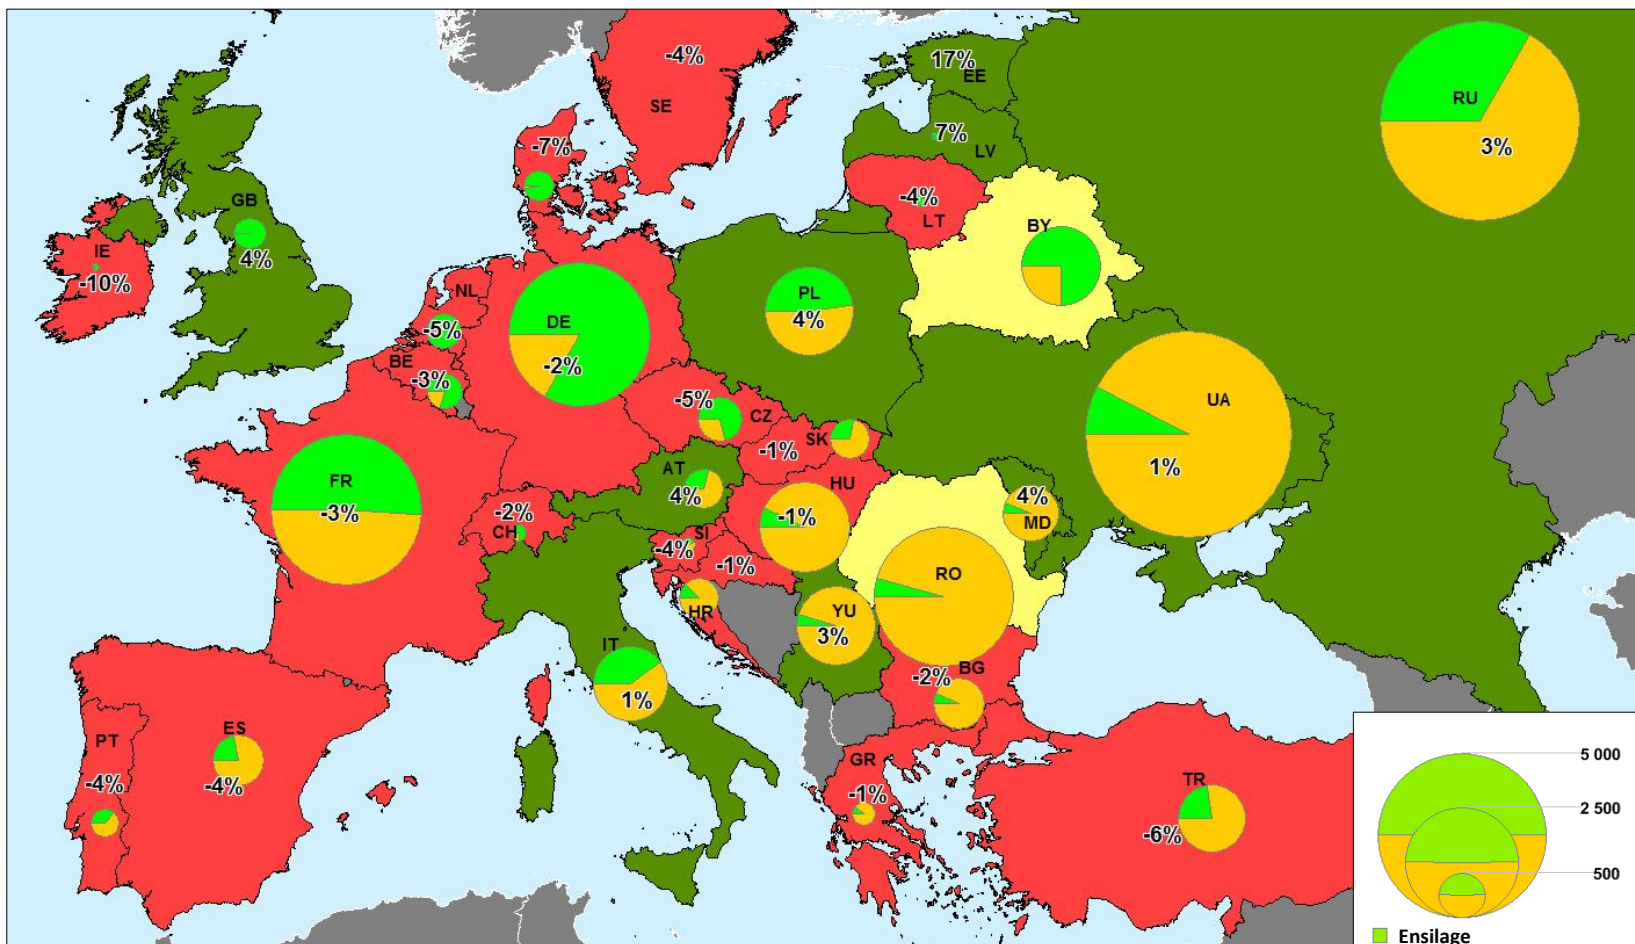 -4%
SE
17%
EE
RU
3%
-7%
7%
LV
-4%
LT
GB
4%
IE
-10%
BY
NL
-5%
DE
-2%
PL
4%
BE
-3%
UA
1%
-5%
CZ
SK
-1%
AT
4%
HU
-1%
FR
-3%
-2%
CH
SI
-4%
-1%
4%
MD
RO
HR
YU
3%
IT
1%
BG
-2%
PT
-4%
ES
-4%
GR
-1%
TR
-6%
5 000
2 500
500
Ensilage